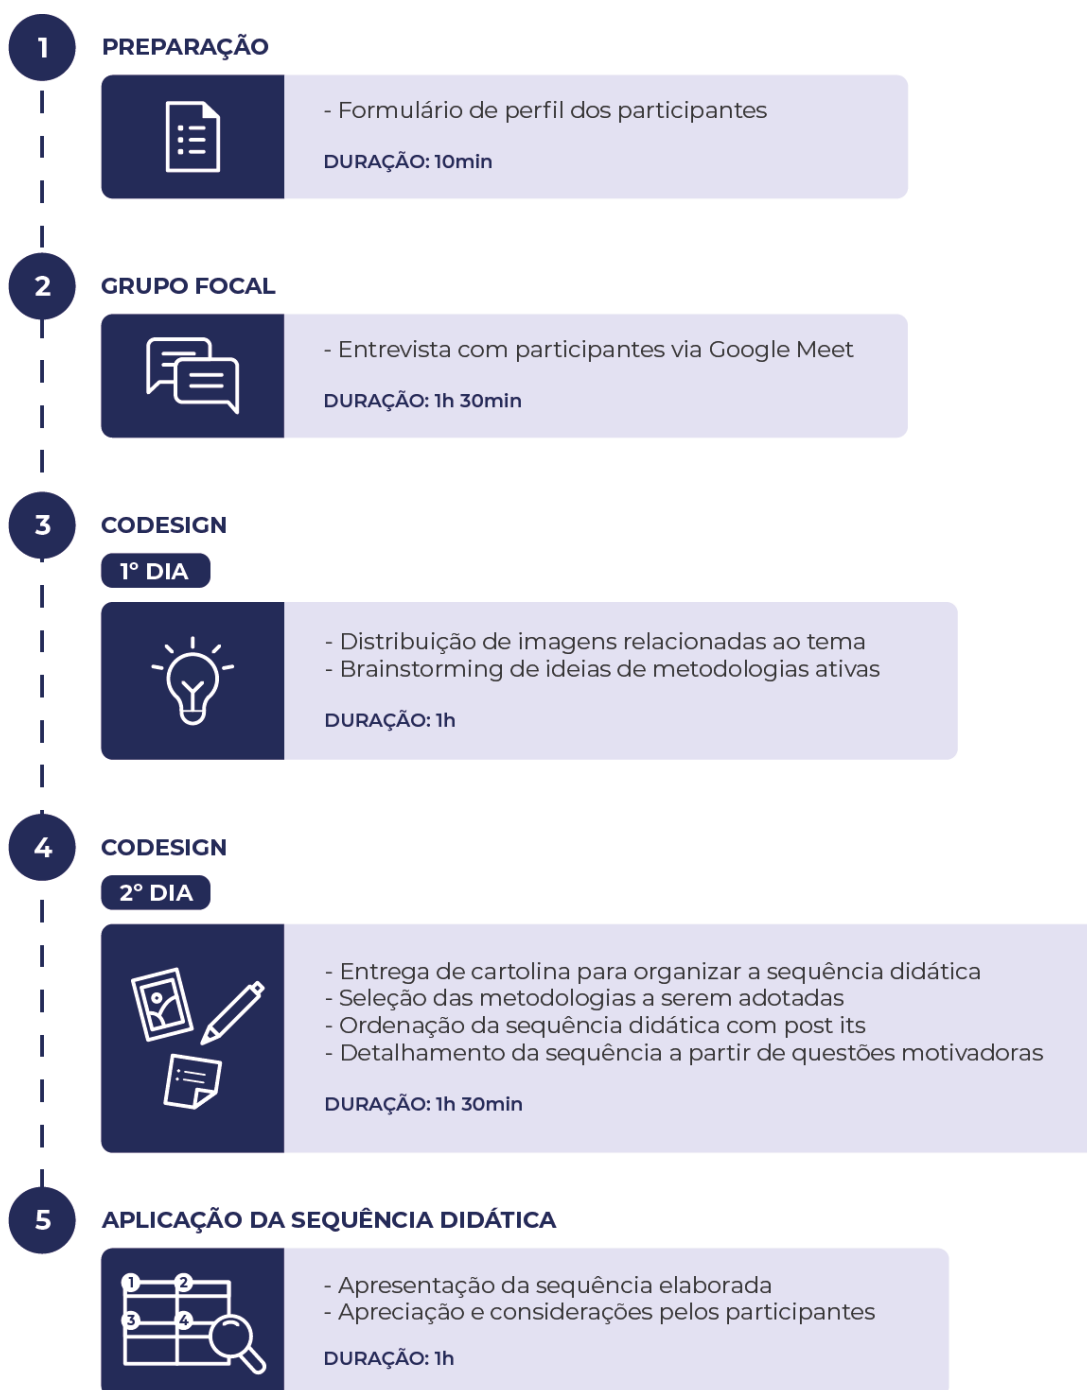 1
PREPARAÇÃO
- Formulário de perfil dos participantes
DURAÇÃO: 10min
2
GRUPO FOCAL
- Entrevista com participantes via Google Meet
DURAÇÃO: 1h 30min
3
CODESIGN
1º DIA
- Distribuição de imagens relacionadas ao tema
- Brainstorming de ideias de metodologias ativas
DURAÇÃO: 1h
4
CODESIGN
2º DIA
- Entrega de cartolina para organizar a sequência didática
- Seleção das metodologias a serem adotadas
- Ordenação da sequência didática com post its
- Detalhamento da sequência a partir de questões motivadoras
DURAÇÃO: 1h 30min
5
APLICAÇÃO DA SEQUÊNCIA DIDÁTICA
1 2
3 4
- Apresentação da sequência elaborada
- Apreciação e considerações pelos participantes
DURAÇÃO: 1h